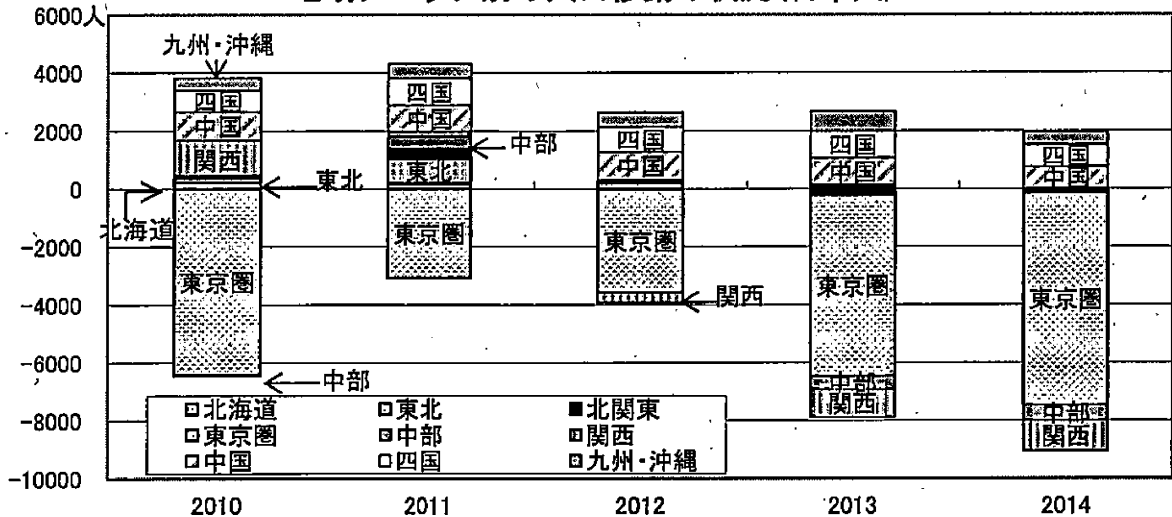 6000人
九州・沖縄
4000
四国
四国
中国
中国
四国
四国
2000
関西
中部
中国
中国
四国
東北
中国
0
東北
北海道
東京圏
東京圏
-2000
東京圏
東京圏
東京圏
-4000
関西
-6000
中部
中部
関西
中部
-8000
関西
□北海道 □東北 ■北関東
□東京圏 □中部 □関西
□中国 □四国 □九州・沖縄
-10000
2010 2011 2012 2013 2014